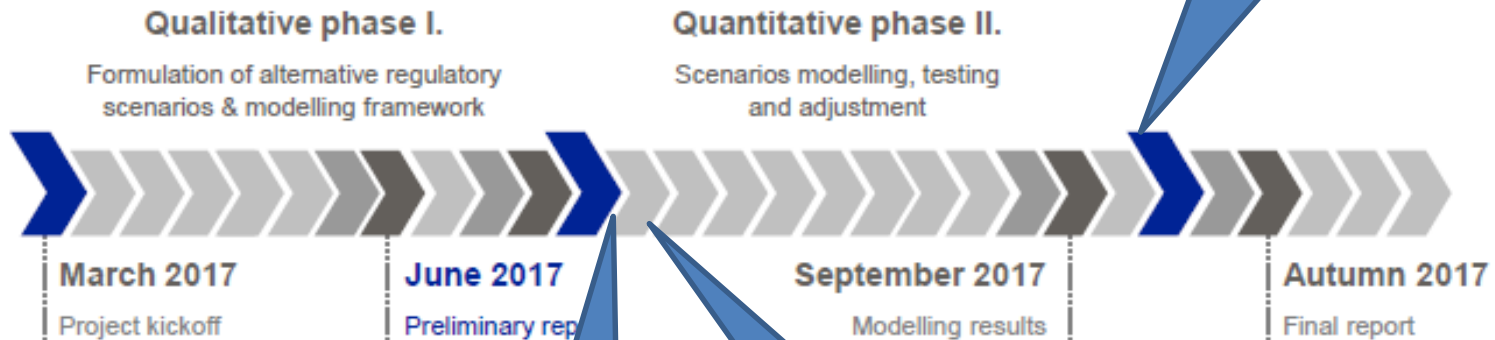 Qualitative phase I.
Formulation of alternative regulatory
scenarios & modelling framework
Quantitative phase II.
Scenarios modelling, testing
and adjustment
March 2017
Project kickoff
June 2017
Preliminary
September 2017
Modelling results
Autumn 2017
Final report